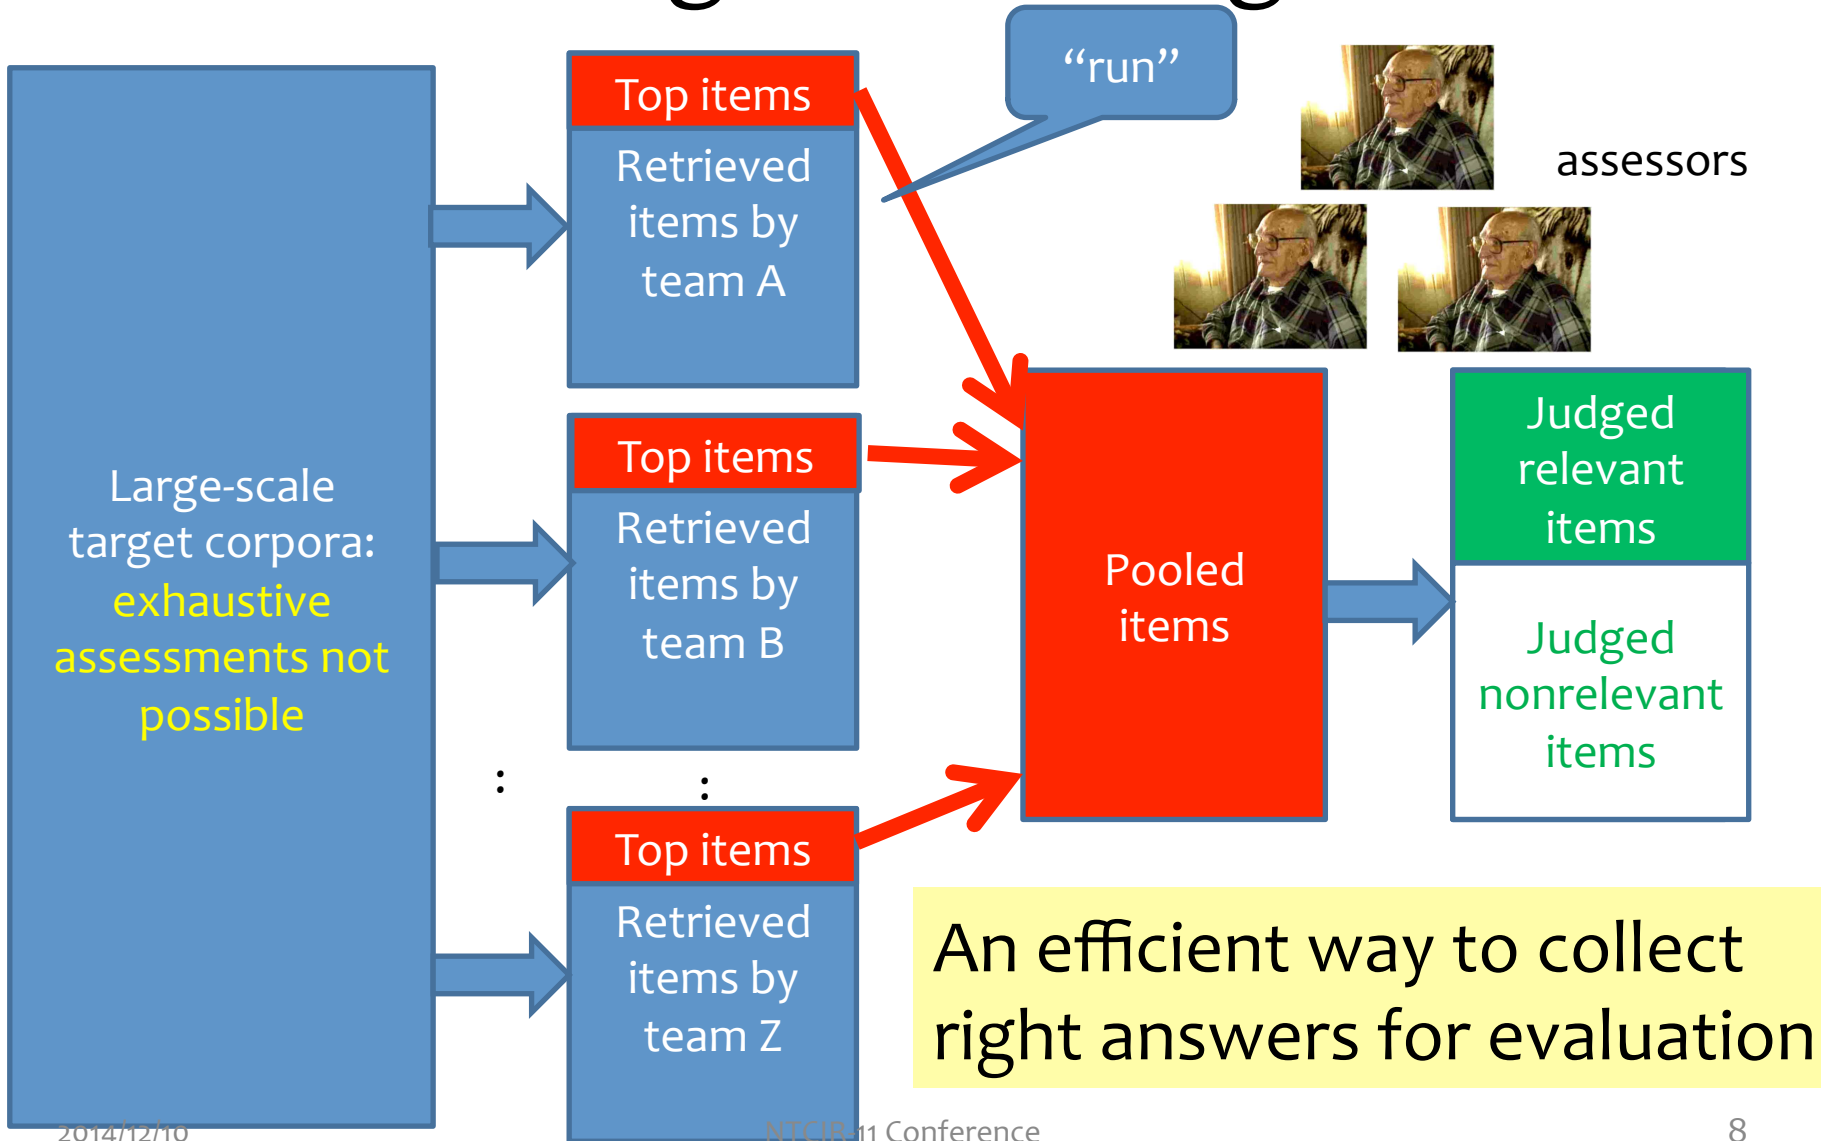 "run"
assessors
Large-scale
target corpora:
exhaustive
assessments not
possible
Top items
Retrieved
items by
team A
Top items
Retrieved
items by
team B
:
:
Top items
Retrieved
items by
team Z
Pooled
items
Judged
relevant
items
Judged
nonrelevant
items
An efficient way to collect
right answers for evaluation
2014/12/10
NTCIR-11 Conference
8